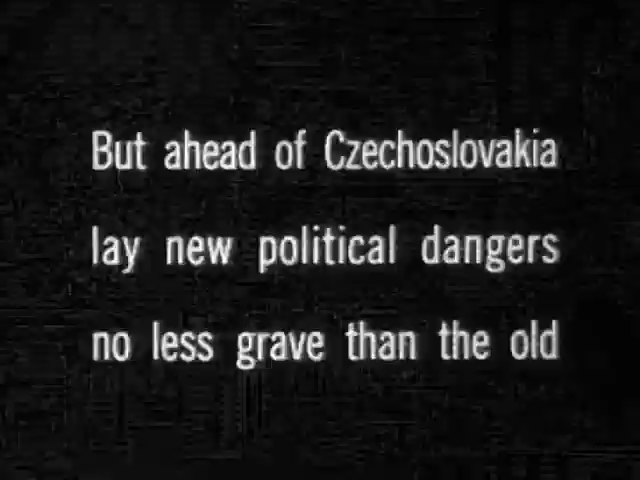 But ahead of Czechoslovakia
lay new political dangers
no less grave than the old